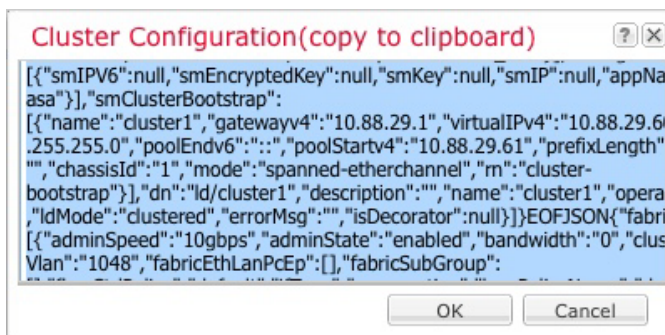 Cluster Configuration(copy to clipboard)
? X
[{"smIPV6":null,"smEncryptedKey":null,"smKey":null,"smIP":null,"appNa
asa"}],"smClusterBootstrap":
[{"name":"cluster1","gatewayv4":"10.88.29.1","virtualIPv4":"10.88.29.6
.255.255.0","poolEndv6":"::","poolStartv4":"10.88.29.61","prefixLength"
"","chassisId":"1","mode":"spanned-etherchannel","rn":"cluster-
bootstrap"}],"dn":"ld/cluster1","description":"","name":"cluster1","opera
,"ldMode":"clustered","errorMsg":"","isDecorator":null}]}EOFJSON{"fabri
[{"adminSpeed":"10gbps","adminState":"enabled","bandwidth":"0","clus
Vlan":"1048","fabricEthLanPcEp":[],"fabricSubGroup":
OK Cancel